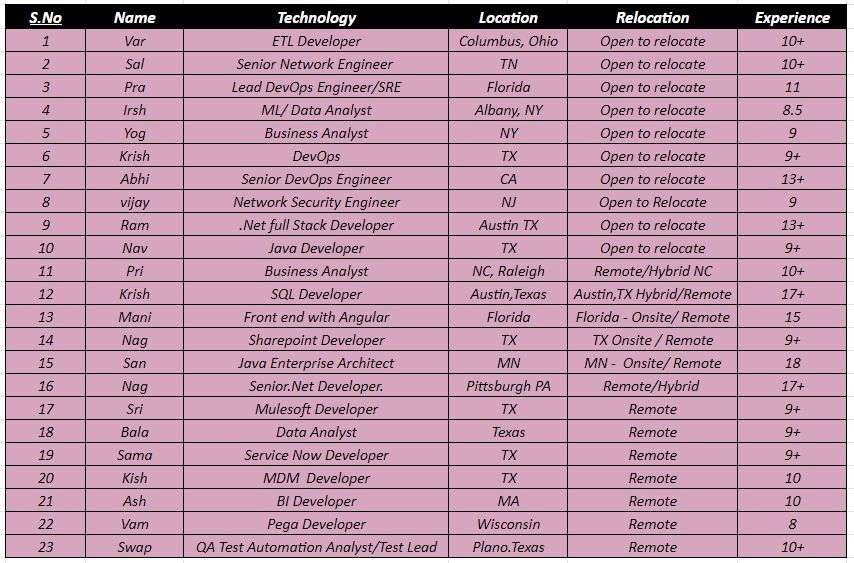 S.No Name Technology Location Relocation Experience
1 Var ETL Developer Columbus, Ohio Open to relocate 10+
2 Sal Senior Network Engineer TN Open to relocate 10+
3 Pra Lead DevOps Engineer/SRE Florida Open to relocate 11
4 Irsh ML/ Data Analyst Albany, NY Open to relocate 8.5
5 Yog Business Analyst NY Open to relocate 9
6 Krish DevOps TX Open to relocate 9+
7 Abhi Senior DevOps Engineer CA Open to relocate 13+
8 vijay Network Security Engineer NJ Open to Relocate 9
9 Ram .Net full Stack Developer Austin TX Open to relocate 13+
10 Nav Java Developer TX Open to relocate 9+
11 Pri Business Analyst NC, Raleigh Remote/Hybrid NC 10+
12 Krish SQL Developer Austin,Texas Austin,TX Hybrid/Remote 17+
13 Mani Front end with Angular Florida Florida - Onsite/ Remote 15
14 Nag Sharepoint Developer TX TX Onsite / Remote 9+
15 San Java Enterprise Architect MN MN - Onsite/ Remote 18
16 Nag Senior.Net Developer. Pittsburgh PA Remote/Hybrid 17+
17 Sri Mulesoft Developer TX Remote 9+
18 Bala Data Analyst Texas Remote 9+
19 Sama Service Now Developer TX Remote 9+
20 Kish MDM Developer TX Remote 10
21 Ash BI Developer MA Remote 10
22 Vam Pega Developer Wisconsin Remote 8
23 Swap QA Test Automation Analyst/Test Lead Plano.Texas Remote 10+